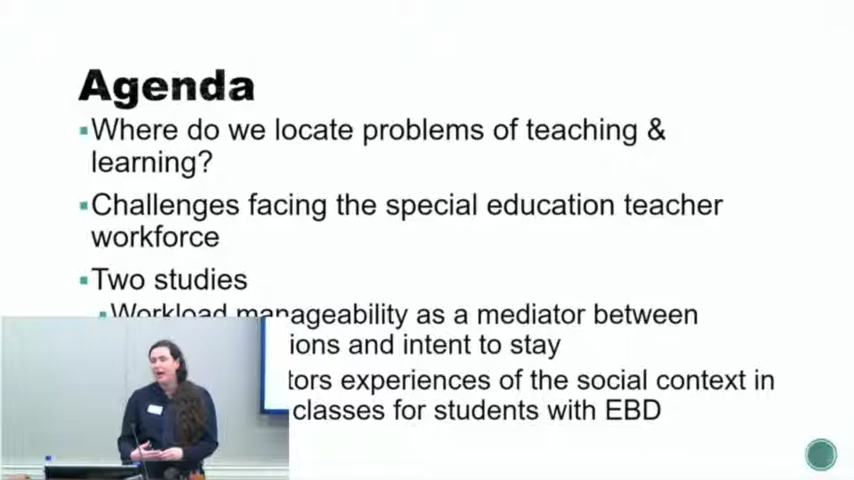 Agenda
Where do we locate problems of teaching &
learning?
Challenges facing the special education teacher
workforce
Two studies
Workload manageability as a mediator between
ions and intent to stay
tors experiences of the social context in
classes for students with EBD